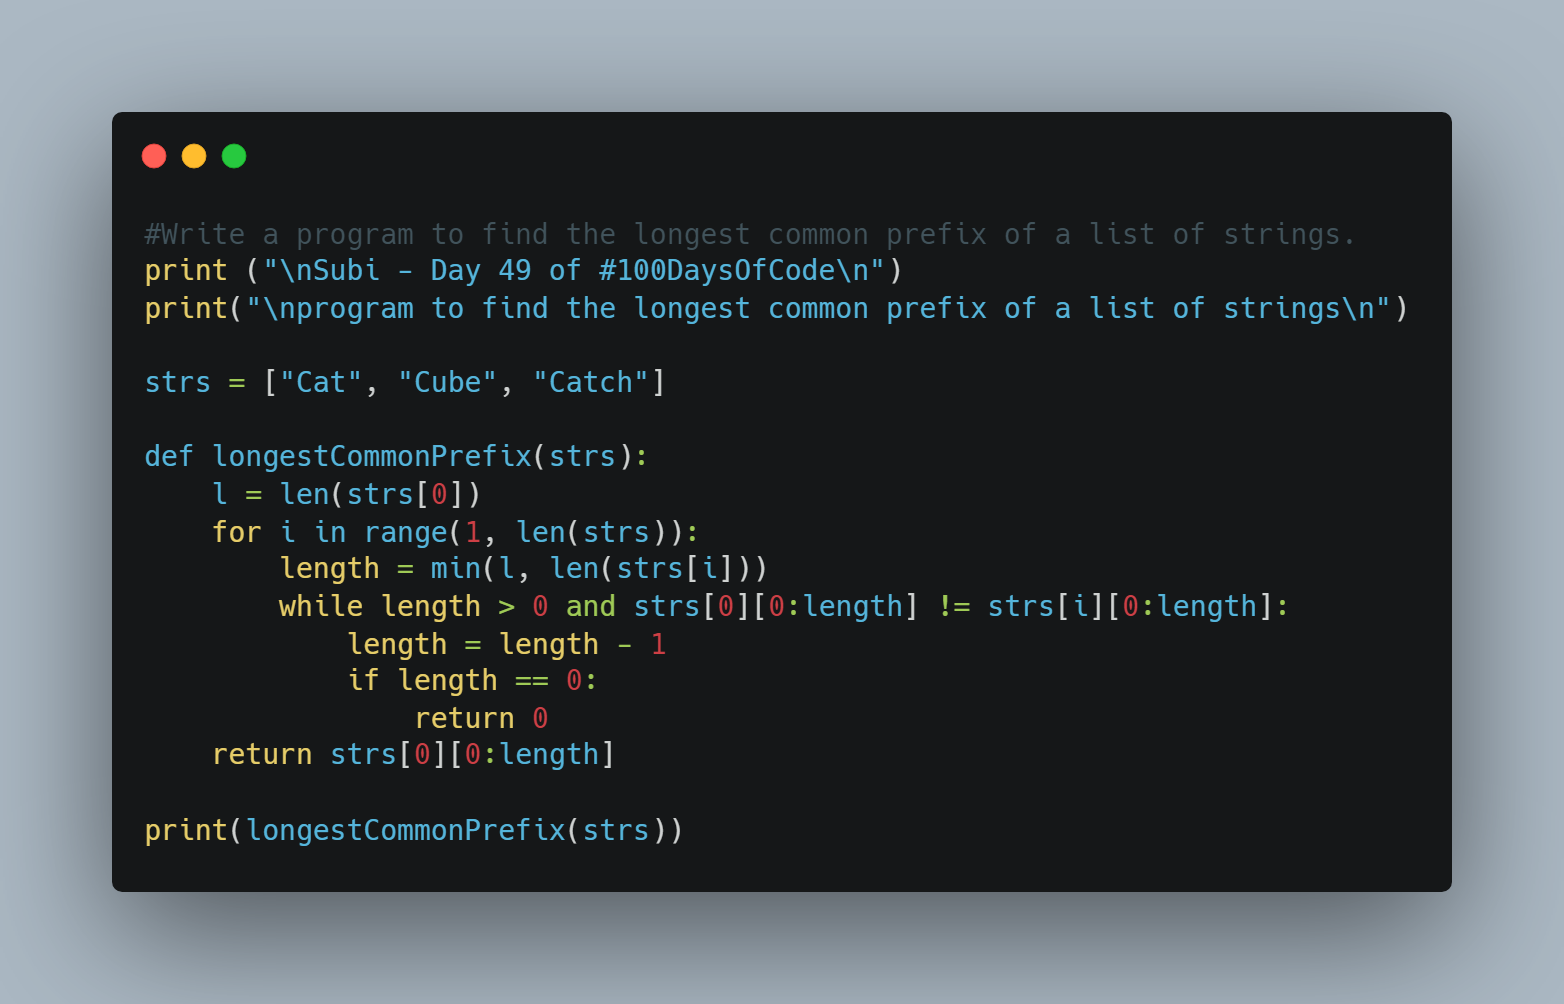 #Write a program to find the longest common prefix of a list of strings.
print ("\nSubi - Day 49 of #100DaysOfCode\n")
print("\nprogram to find the longest common prefix of a list of strings\n")

strs = ["Cat", "Cube", "Catch"]

def longestCommonPrefix(strs):
    l = len(strs[0])
    for i in range(1, len(strs)):
        length = min(l, len(strs[i]))
        while length > 0 and strs[0][0:length] != strs[i][0:length]:
            length = length - 1
            if length == 0:
                return 0
    return strs[0][0:length]

print(longestCommonPrefix(strs))